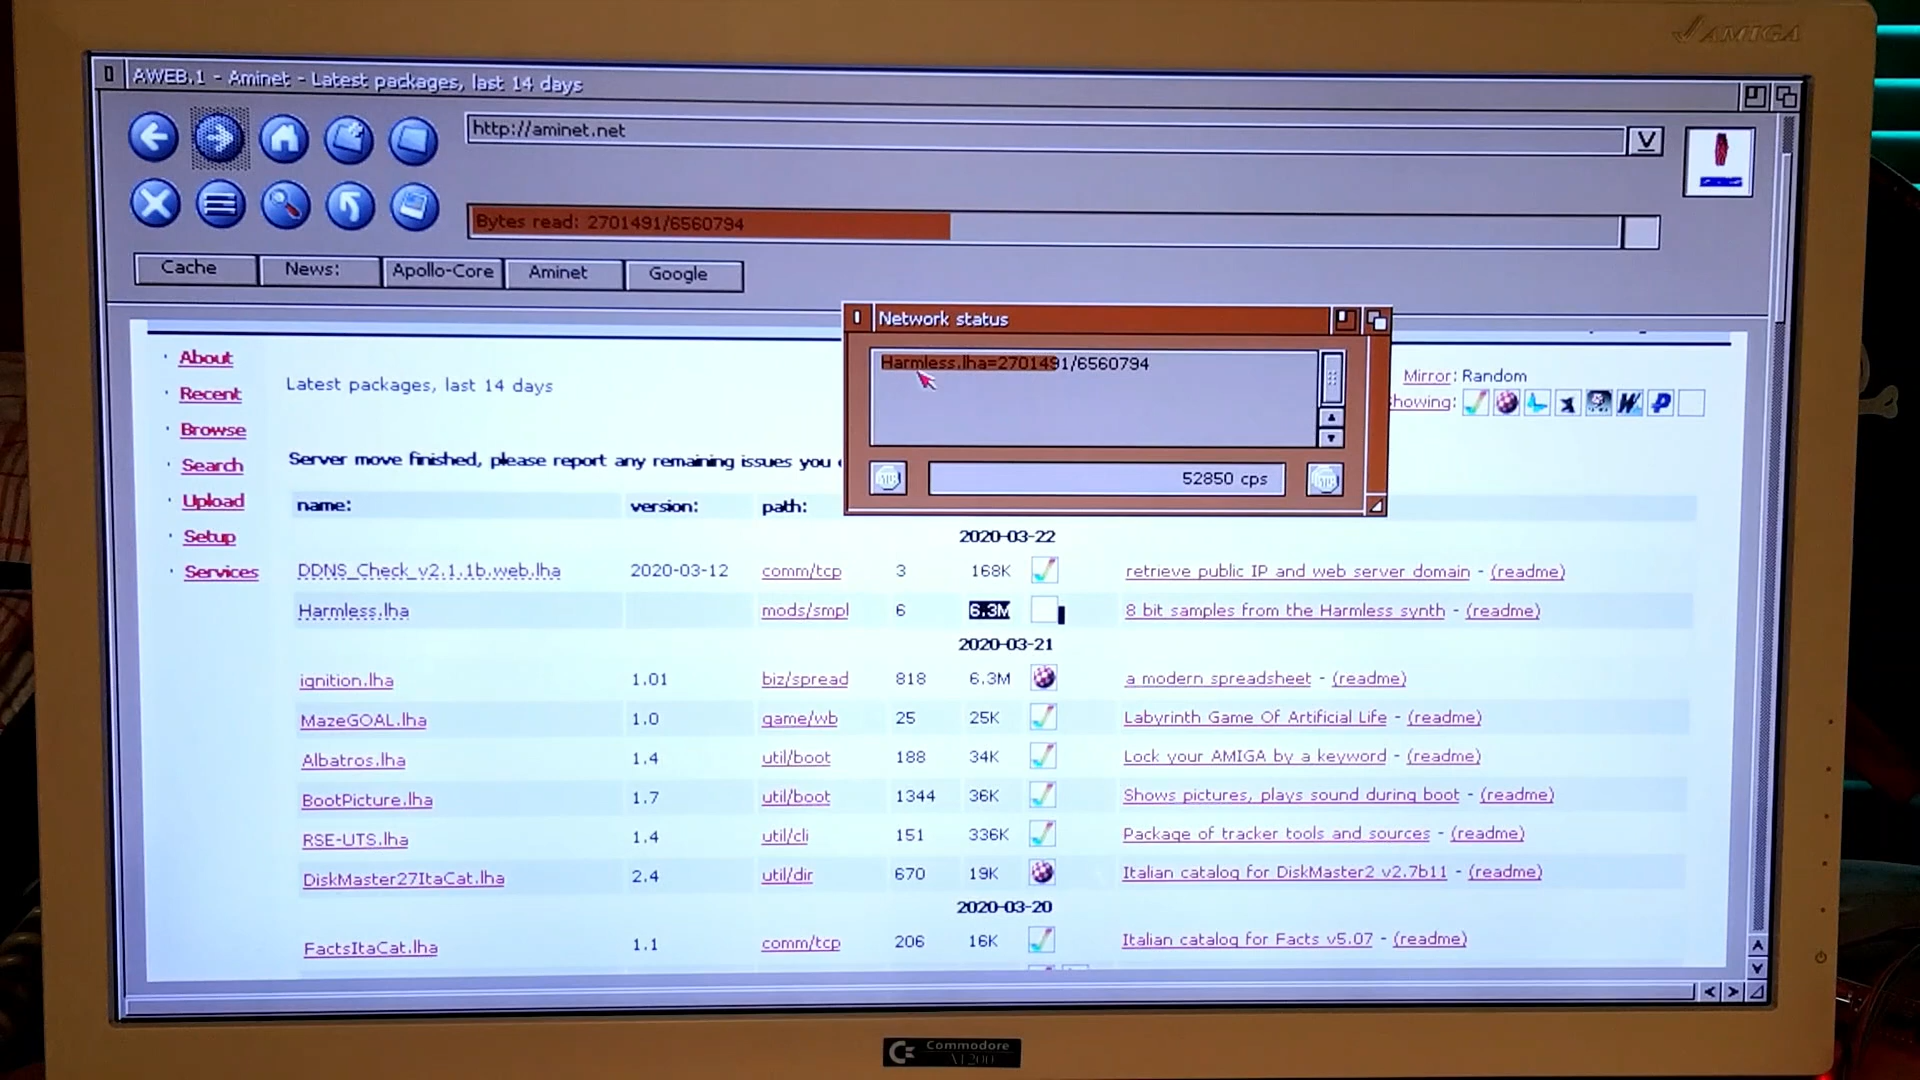 AMIGA
AWEB.1 - Aminet - Latest packages, last 14 days
http://aminet.net
Bytes read: 2701491/6560794
Cache News: Apollo-Core Aminet Google
Network status
Harmless.lha=2701491/6560794
52850 cps
About
Recent
Browse
Search
Upload
Setup
Services
Latest packages, last 14 days
Mirror: Random
howing:
Server move finished, please report any remaining issues you
name: version: path:
2020-03-22
DDNS_Check_v2.1.1b.web.lha 2020-03-12 comm/tcp 3 168K retrieve public IP and web server domain - (readme)
Harmless.lha mods/smpl 6 6.3M 8 bit samples from the Harmless synth - (readme)
2020-03-21
ignition.lha 1.01 biz/spread 818 6.3M a modern spreadsheet - (readme)
MazeGOAL.lha 1.0 game/wb 25 25K Labyrinth Game Of Artificial Life - (readme)
Albatros.lha 1.4 util/boot 188 34K Lock your AMIGA by a keyword - (readme)
BootPicture.lha 1.7 util/boot 1344 36K Shows pictures, plays sound during boot - (readme)
RSE-UTS.lha 1.4 util/cli 151 336K Package of tracker tools and sources - (readme)
DiskMaster27ItaCat.lha 2.4 util/dir 670 19K Italian catalog for DiskMaster2 v2.7b11 - (readme)
2020-03-20
FactsItaCat.lha 1.1 comm/tcp 206 16K Italian catalog for Facts v5.07 - (readme)
Commodore
A1200